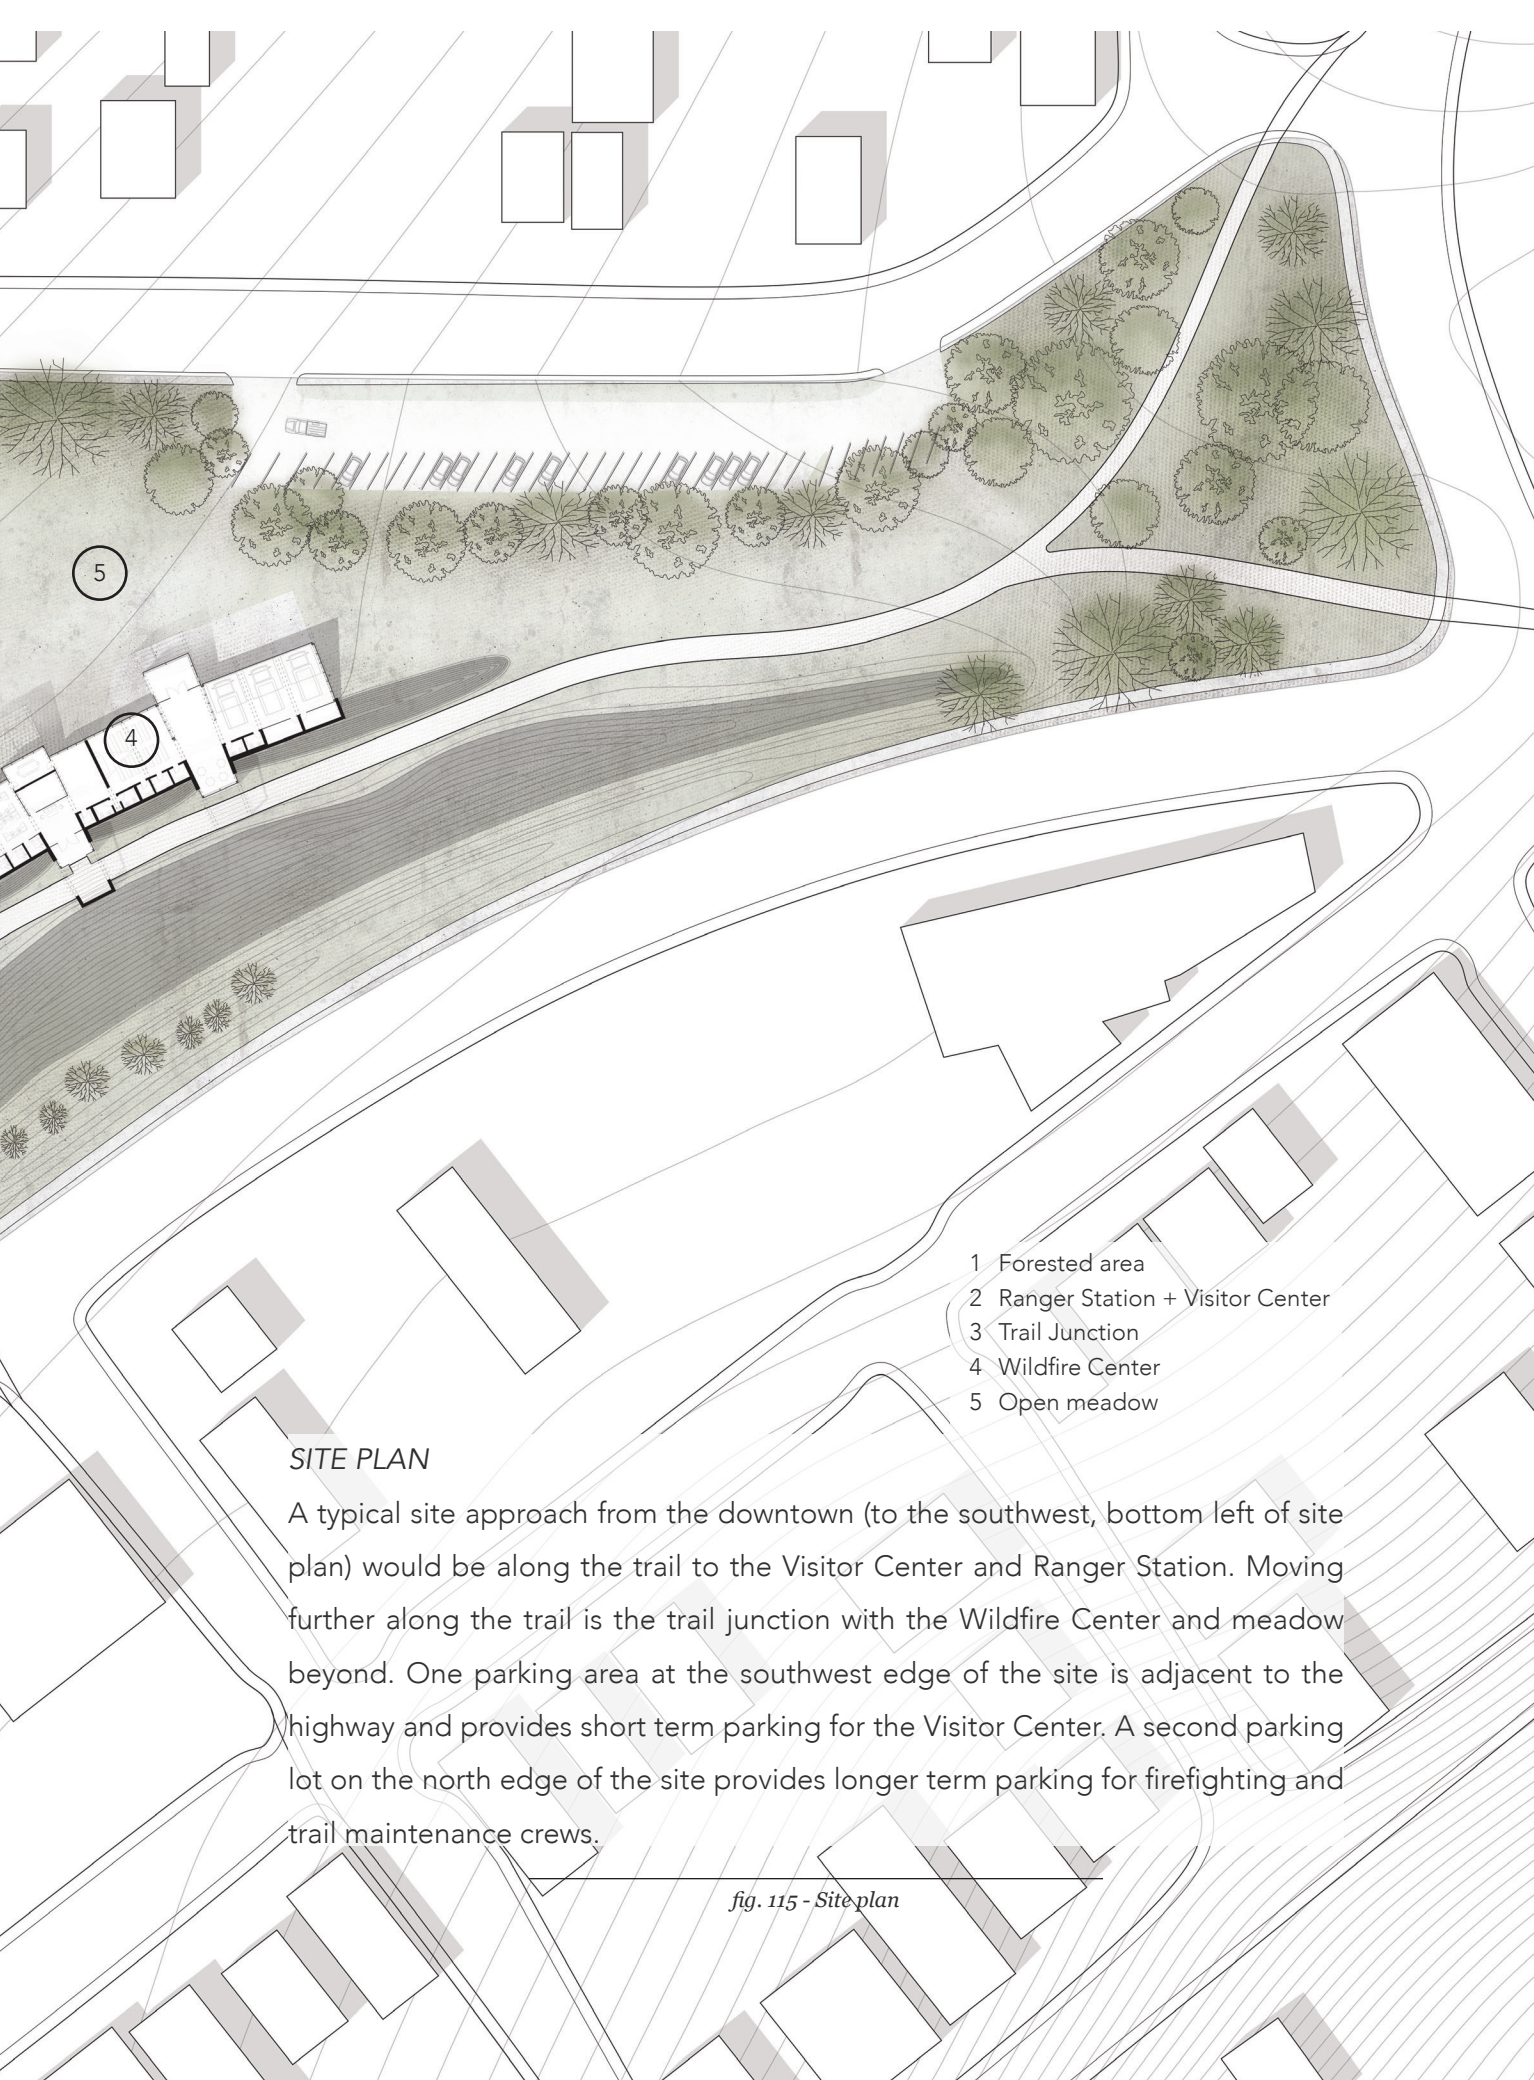 5
4
1 Forested area
2 Ranger Station + Visitor Center
3 Trail Junction
4 Wildfire Center
5 Open meadow
SITE PLAN
A typical site approach from the downtown (to the southwest, bottom left of site
plan) would be along the trail to the Visitor Center and Ranger Station. Moving
further along the trail is the trail junction with the Wildfire Center and meadow
beyond. One parking area at the southwest edge of the site is adjacent to the
highway and provides short term parking for the Visitor Center. A second parking
lot on the north edge of the site provides longer term parking for firefighting and
trail maintenance crews.
fig. 115 - Site plan